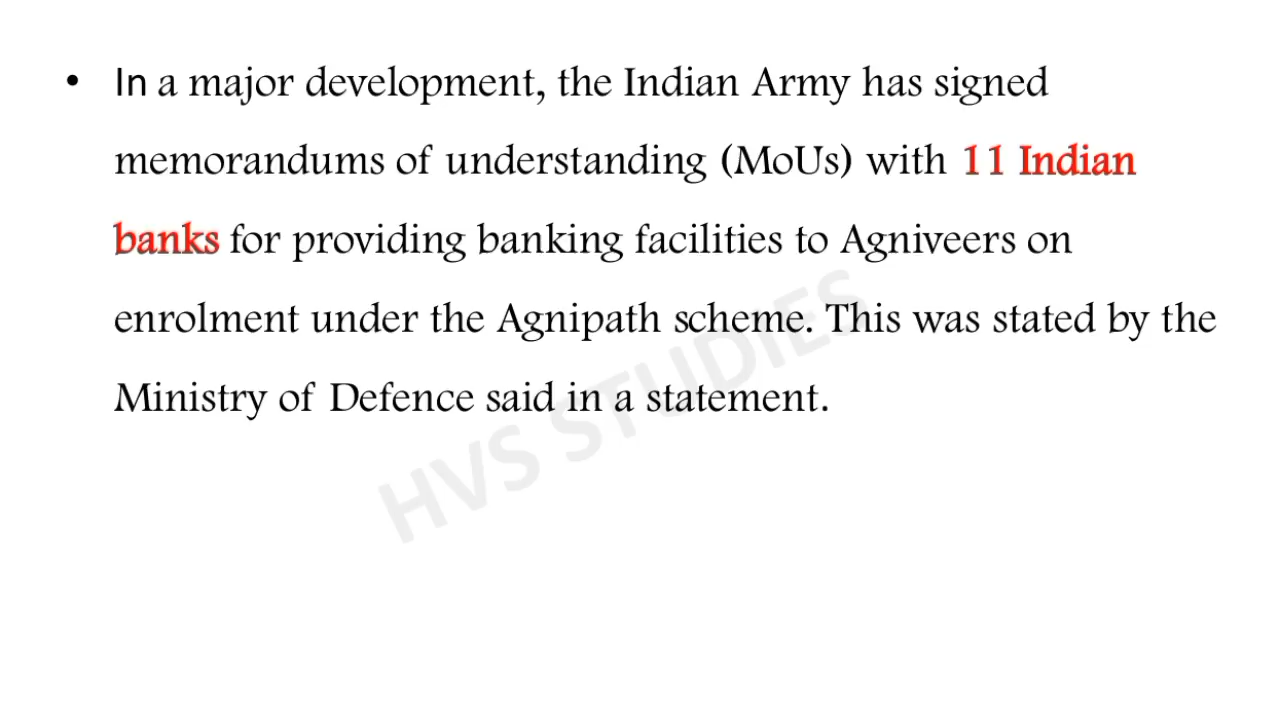 • In a major development, the Indian Army has signed
memorandums of understanding (MoUs) with 11 Indian
banks for providing banking facilities to Agniveers on
enrolment under the Agnipath scheme. This was stated by the
Ministry of Defence said in a statement.
HVS STUDIES